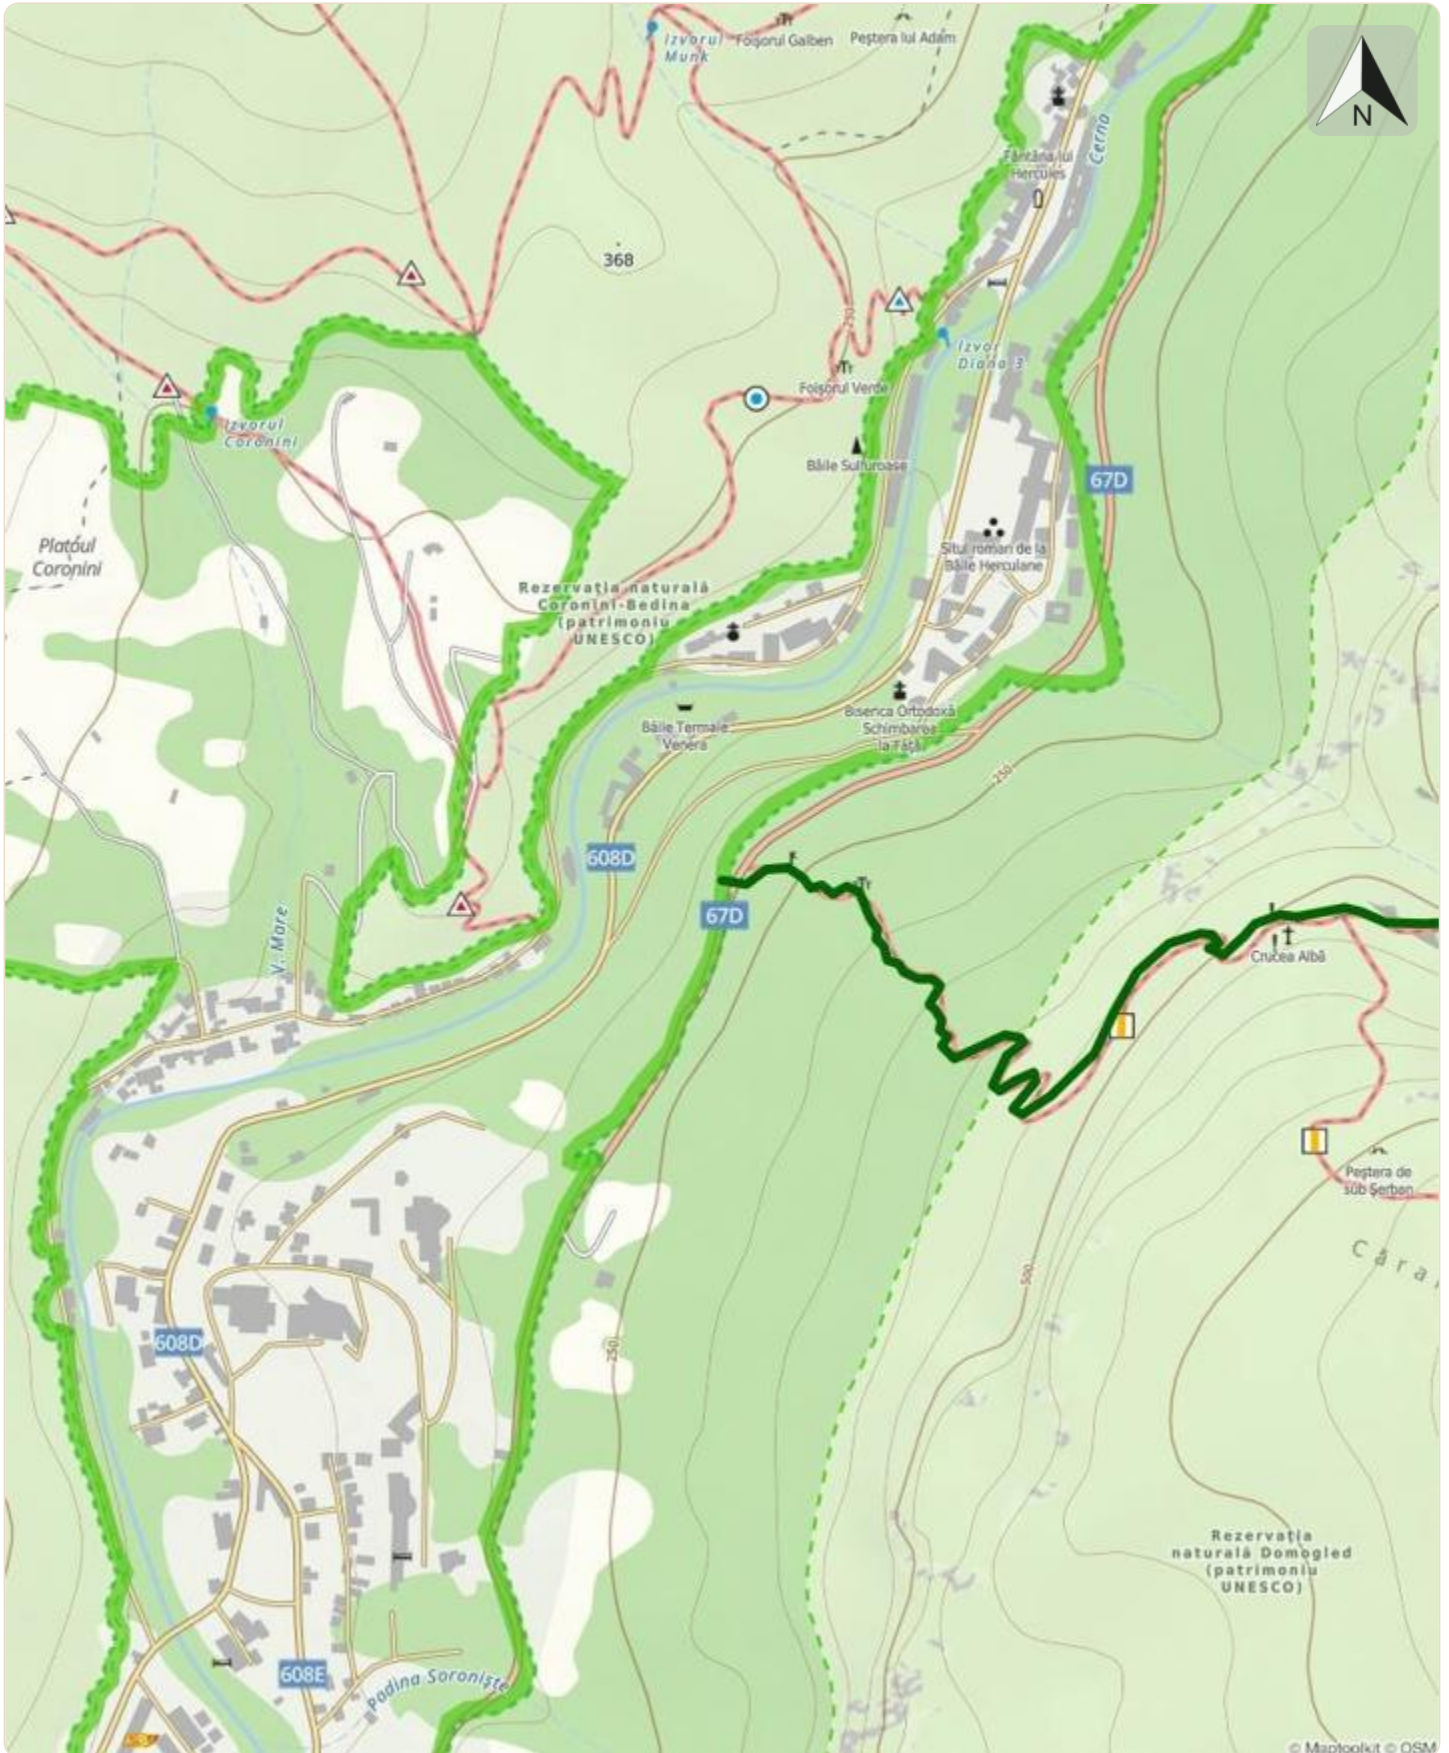 Izvorul
Munk
Foișorul Galben
Peștera lui Adam
N
Cerna
Fântâna lui
Hercules
368
250
Izvor
Diana 3
Foișorul Verde
Izvorul
Coronini
Băile Sulfuroase
67D
Platoul
Coronini
Situl roman de la
Băile Herculane
Rezervația naturală
Coronini-Bedina
(patrimoniu
UNESCO)
Băile Termale
Venera
Biserica Ortodoxă
Schimbarea
la Față
250
608D
67D
V. Mare
Crucea Albă
Peștera de
sub Șerban
500
608D
250
Rezervația
naturală Domogled
(patrimoniu
UNESCO)
608E
Padina Soroniște
© Maptoolkit © OSM